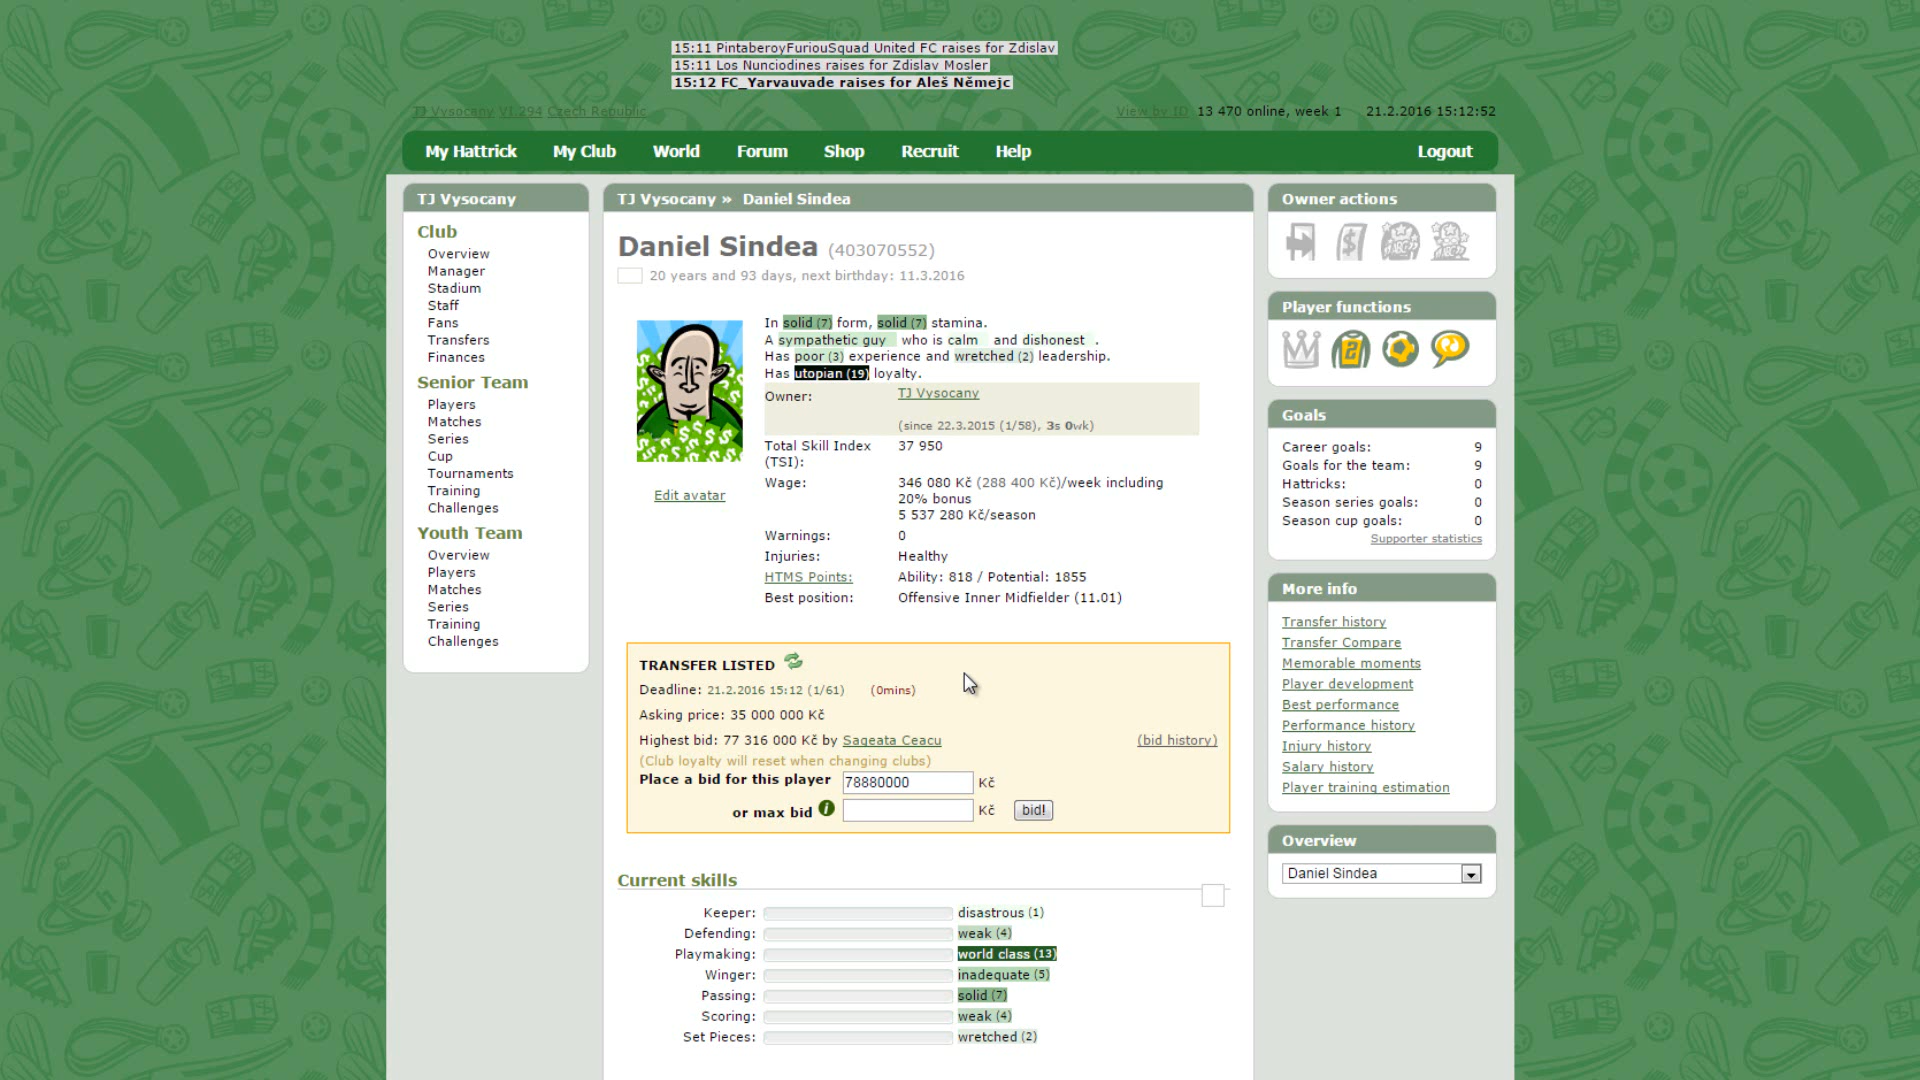 15:11 PintaberoyFuriouSquad United FC raises for Zdislav
15:11 Los Nunciodines raises for Zdislav Mosler
15:12 FC_Yarvauvade raises for Aleš Němejc
TJ Vysocany VI.294 Czech Republic
View by ID 13 470 online, week 1 21.2.2016 15:12:52
My Hattrick My Club World Forum Shop Recruit Help Logout
TJ Vysocany
Club
Overview
Manager
Stadium
Staff
Fans
Transfers
Finances
Senior Team
Players
Matches
Series
Cup
Tournaments
Training
Challenges
Youth Team
Overview
Players
Matches
Series
Training
Challenges
TJ Vysocany » Daniel Sindea
Daniel Sindea (403070552)
20 years and 93 days, next birthday: 11.3.2016
In solid (7) form, solid (7) stamina.
A sympathetic guy who is calm and dishonest .
Has poor (3) experience and wretched (2) leadership.
Has utopian (19) loyalty.
Owner: TJ Vysocany
(since 22.3.2015 (1/58), 3s 0wk)
Total Skill Index (TSI): 37 950
Wage: 346 080 Kč (288 400 Kč)/week including
20% bonus
5 537 280 Kč/season
Warnings: 0
Injuries: Healthy
HTMS Points: Ability: 818 / Potential: 1855
Best position: Offensive Inner Midfielder (11.01)
Edit avatar
TRANSFER LISTED
Deadline: 21.2.2016 15:12 (1/61) (0mins)
Asking price: 35 000 000 Kč
Highest bid: 77 316 000 Kč by Sageata Ceacu (bid history)
(Club loyalty will reset when changing clubs)
Place a bid for this player 78880000 Kč
or max bid Kč bid!
Current skills
Keeper: disastrous (1)
Defending: weak (4)
Playmaking: world class (13)
Winger: inadequate (5)
Passing: solid (7)
Scoring: weak (4)
Set Pieces: wretched (2)
Owner actions
Player functions
Goals
Career goals: 9
Goals for the team: 9
Hattricks: 0
Season series goals: 0
Season cup goals: 0
Supporter statistics
More info
Transfer history
Transfer Compare
Memorable moments
Player development
Best performance
Performance history
Injury history
Salary history
Player training estimation
Overview
Daniel Sindea